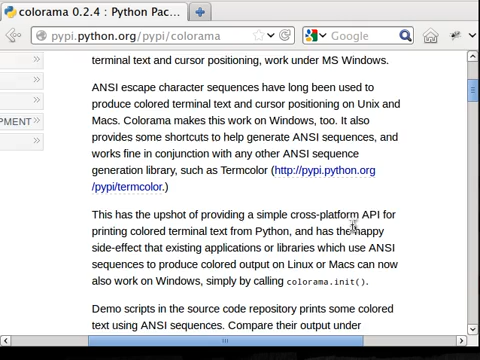 colorama 0.2.4 : Python Pac...
pypi.python.org/pypi/colorama
Google
terminal text and cursor positioning, work under MS Windows.
ANSI escape character sequences have long been used to
produce colored terminal text and cursor positioning on Unix and
Macs. Colorama makes this work on Windows, too. It also
provides some shortcuts to help generate ANSI sequences, and
works fine in conjunction with any other ANSI sequence
generation library, such as Termcolor (http://pypi.python.org
/pypi/termcolor.)
PMENT
This has the upshot of providing a simple cross-platform API for
printing colored terminal text from Python, and has the happy
side-effect that existing applications or libraries which use ANSI
sequences to produce colored output on Linux or Macs can now
also work on Windows, simply by calling colorama.init().
Demo scripts in the source code repository prints some colored
text using ANSI sequences. Compare their output under